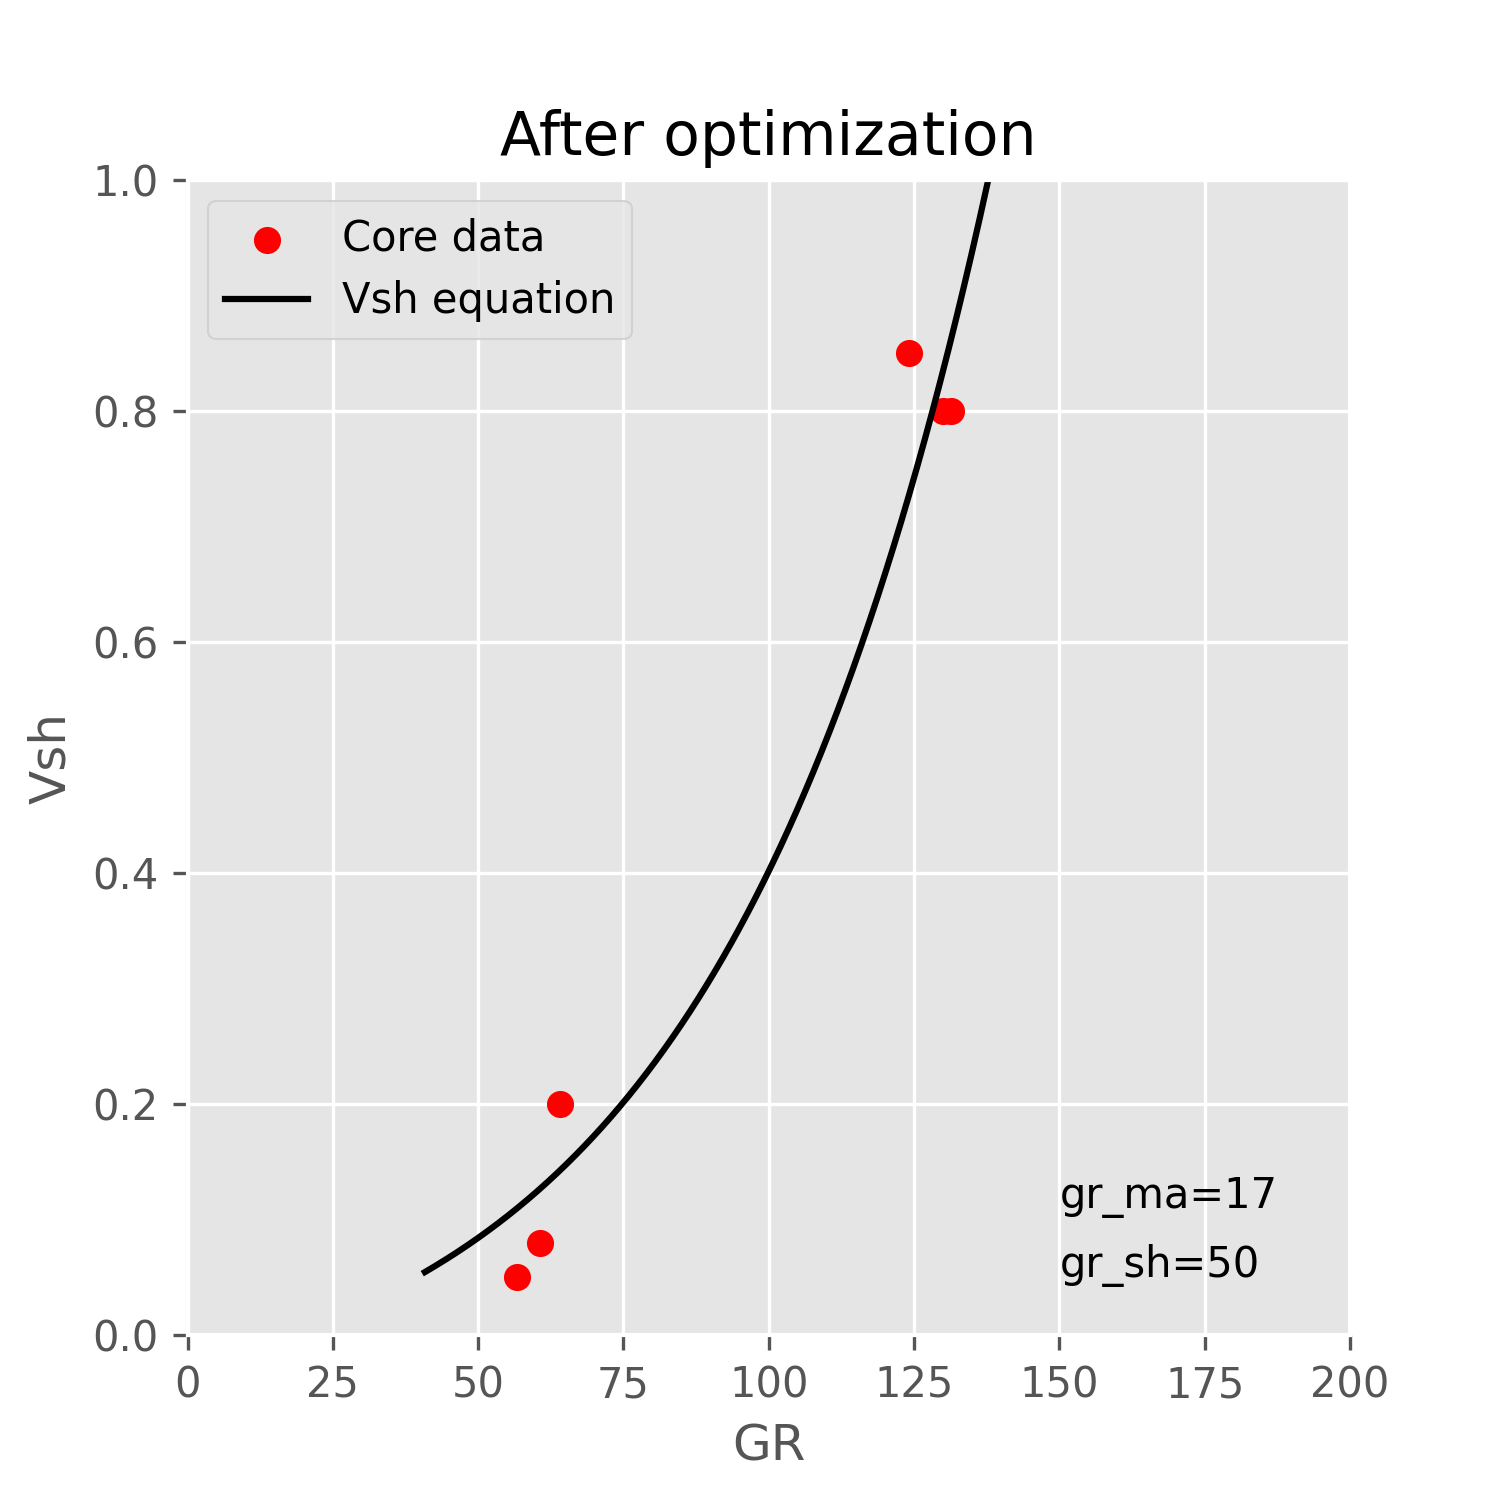 After optimization
Core data
Vsh equation
1.0
0.8
0.6
0.4
0.2
0.0
Vsh
gr_ma=17
gr_sh=50
0 25 50 75 100 125 150 175 200
GR